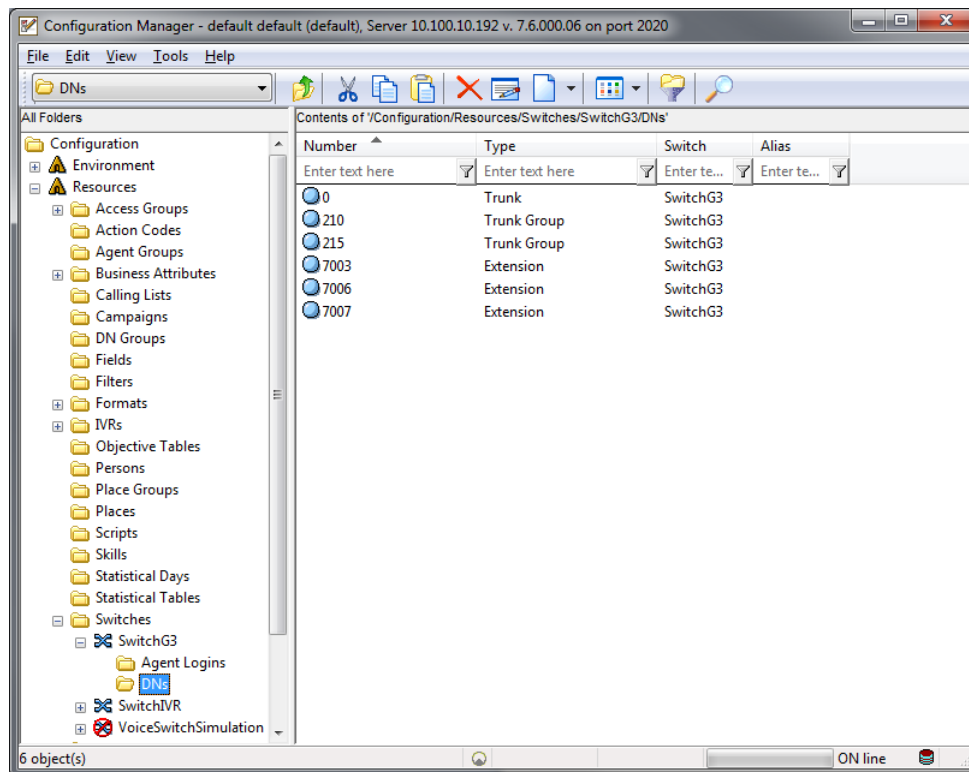 Configuration Manager - default default (default), Server 10.100.10.192 v. 7.6.000.06 on port 2020
File Edit View Tools Help
DNs
All Folders
Contents of '/Configuration/Resources/Switches/SwitchG3/DNs'
Configuration
Environment
Resources
Access Groups
Action Codes
Agent Groups
Business Attributes
Calling Lists
Campaigns
DN Groups
Fields
Filters
Formats
IVRs
Objective Tables
Persons
Place Groups
Places
Scripts
Skills
Statistical Days
Statistical Tables
Switches
SwitchG3
Agent Logins
DNs
SwitchIVR
VoiceSwitchSimulation
Number Type Switch Alias
Enter text here Enter text here Enter te... Enter te...
0 Trunk SwitchG3
210 Trunk Group SwitchG3
215 Trunk Group SwitchG3
7003 Extension SwitchG3
7006 Extension SwitchG3
7007 Extension SwitchG3
6 object(s) ON line